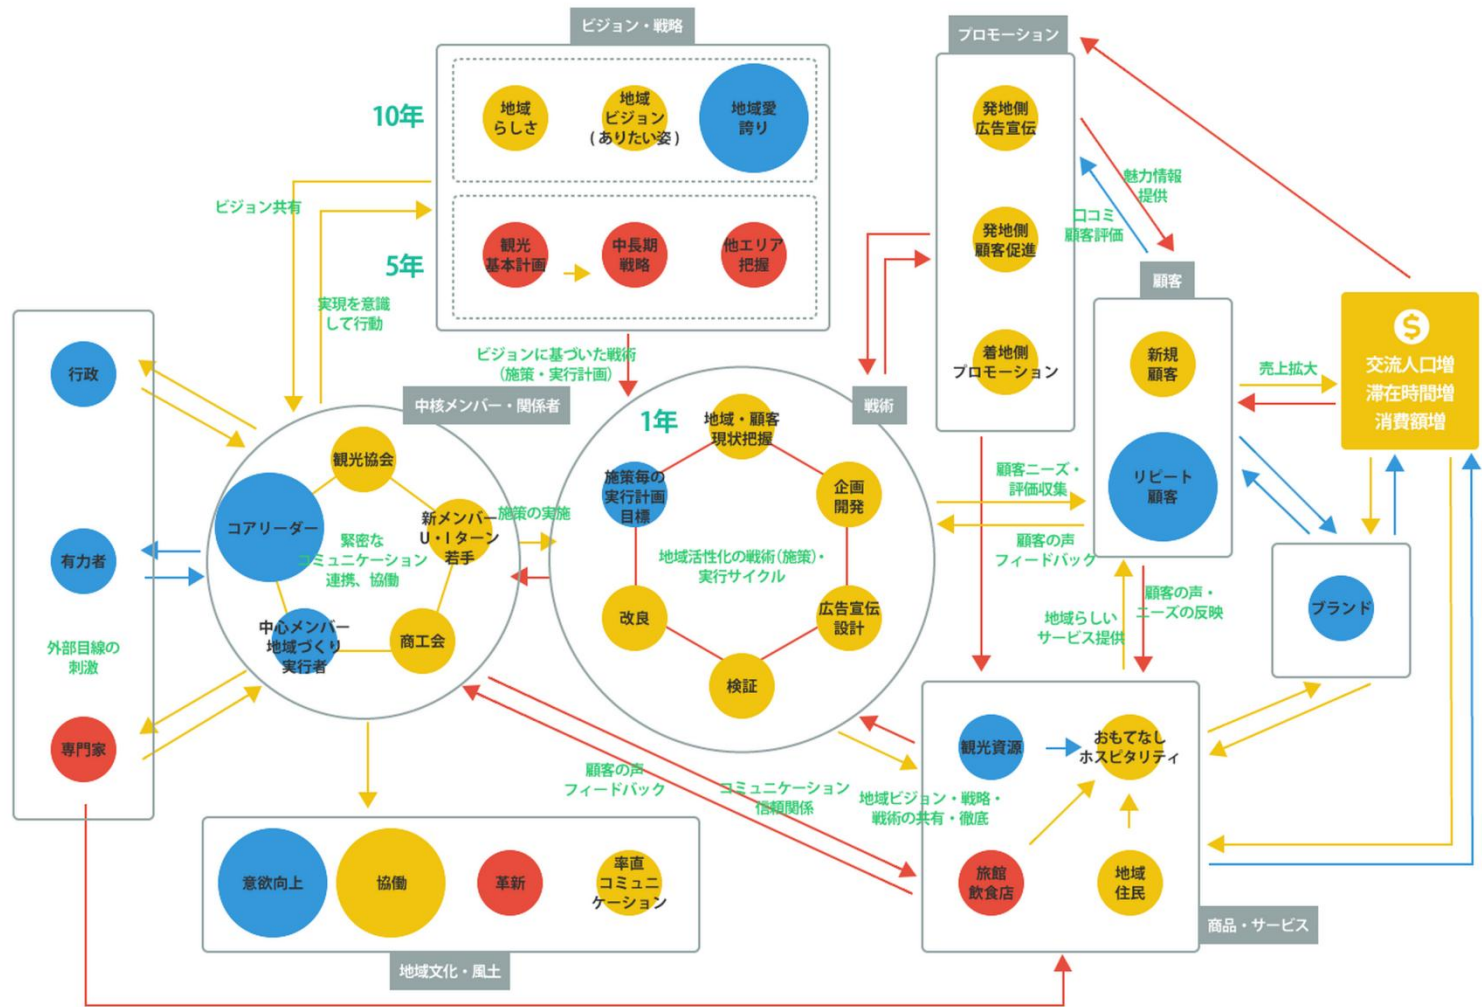 ビジョン・戦略
10年
地域
らしさ
地域
ビジョン
(ありたい姿)
地域愛
誇り
5年
観光
基本計画
中長期
戦略
他エリア
把握
ビジョン共有
実現を意識
して行動
ビジョンに基づいた戦術
(施策・実行計画)
プロモーション
発地側
広告宣伝
発地側
顧客促進
着地側
プロモーション
魅力情報
提供
口コミ
顧客評価
顧客
新規
顧客
リピート
顧客
売上拡大
$
交流人口増
滞在時間増
消費額増
行政
有力者
外部目線の
刺激
専門家
中核メンバー・関係者
観光協会
コアリーダー
新メンバー
U・Iターン
若手
緊密な
コミュニケーション
連携、協働
中心メンバー
地域づくり
実行者
商工会
施策の実施
戦術
1年
地域・顧客
現状把握
施策毎の
実行計画
目標
企画
開発
地域活性化の戦術(施策)・
実行サイクル
改良
広告宣伝
設計
検証
顧客ニーズ・
評価収集
顧客の声
フィードバック
地域らしい
サービス提供
顧客の声・
ニーズの反映
ブランド
顧客の声
フィードバック
コミュニケーション
信頼関係
地域ビジョン・戦略・
戦術の共有・徹底
観光資源
おもてなし
ホスピタリティ
旅館
飲食店
地域
住民
商品・サービス
意欲向上
協働
革新
率直
コミュニ
ケーション
地域文化・風土